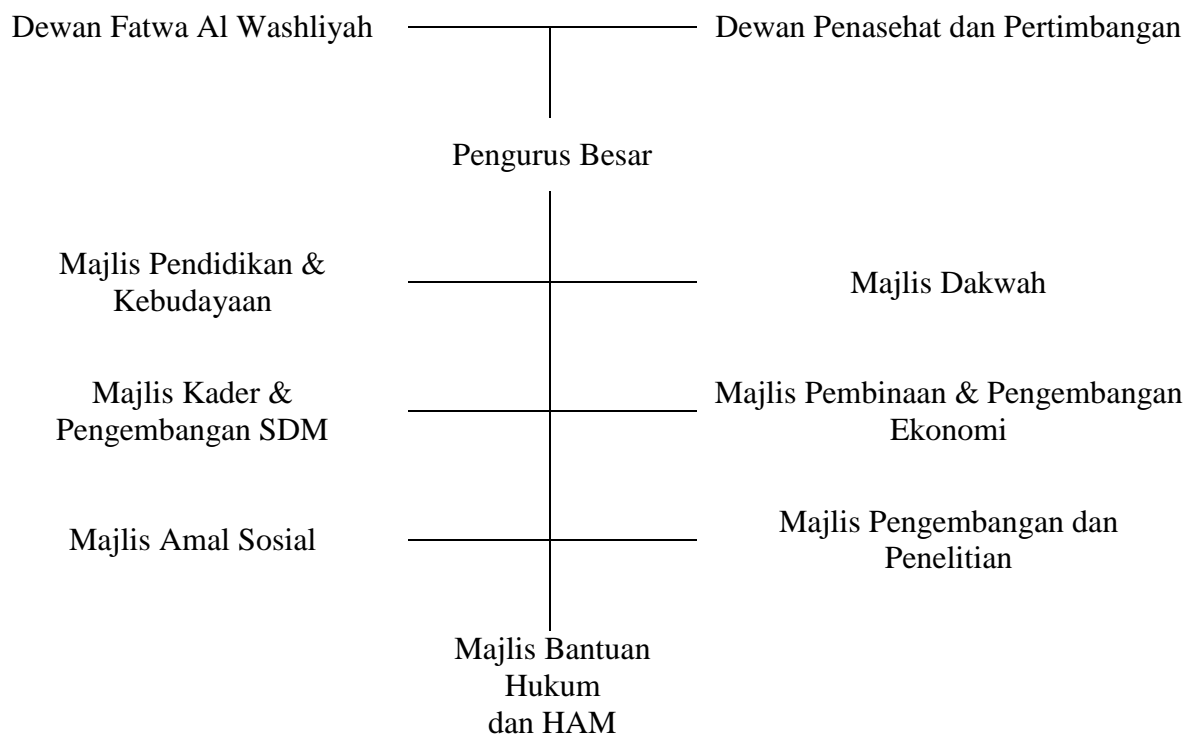 Dewan Fatwa Al Washliyah
Dewan Penasehat dan Pertimbangan
Pengurus Besar
Majlis Pendidikan &
Kebudayaan
Majlis Dakwah
Majlis Kader &
Pengembangan SDM
Majlis Pembinaan & Pengembangan
Ekonomi
Majlis Amal Sosial
Majlis Pengembangan dan
Penelitian
Majlis Bantuan
Hukum
dan HAM